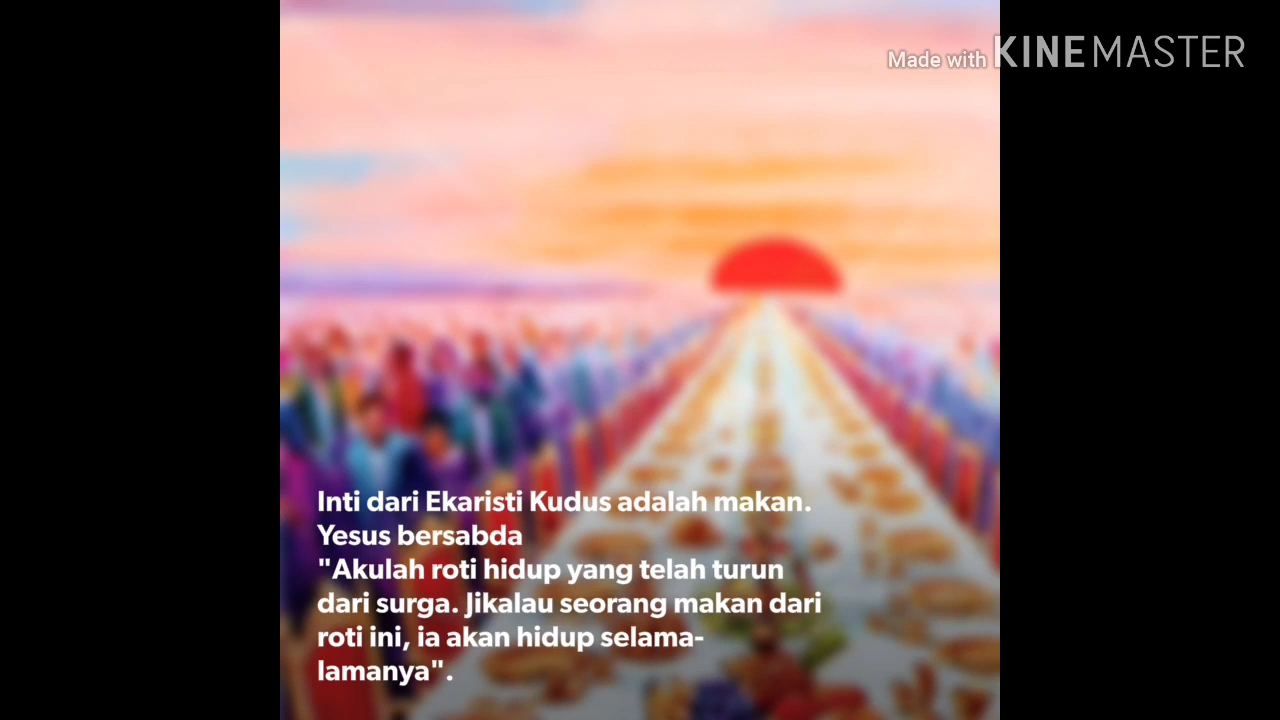 Made with KINEMASTER
Inti dari Ekaristi Kudus adalah makan.
Yesus bersabda
"Akulah roti hidup yang telah turun
dari surga. Jikalau seorang makan dari
roti ini, ia akan hidup selama-
lamanya".